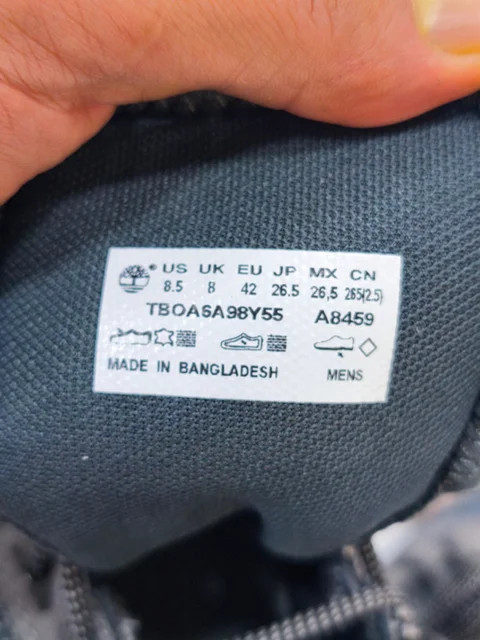 US UK EU JP MX CN
8.5 8 42 26.5 26,5 265(2.5)
TBOA6A98Y55 A8459
MADE IN BANGLADESH MENS